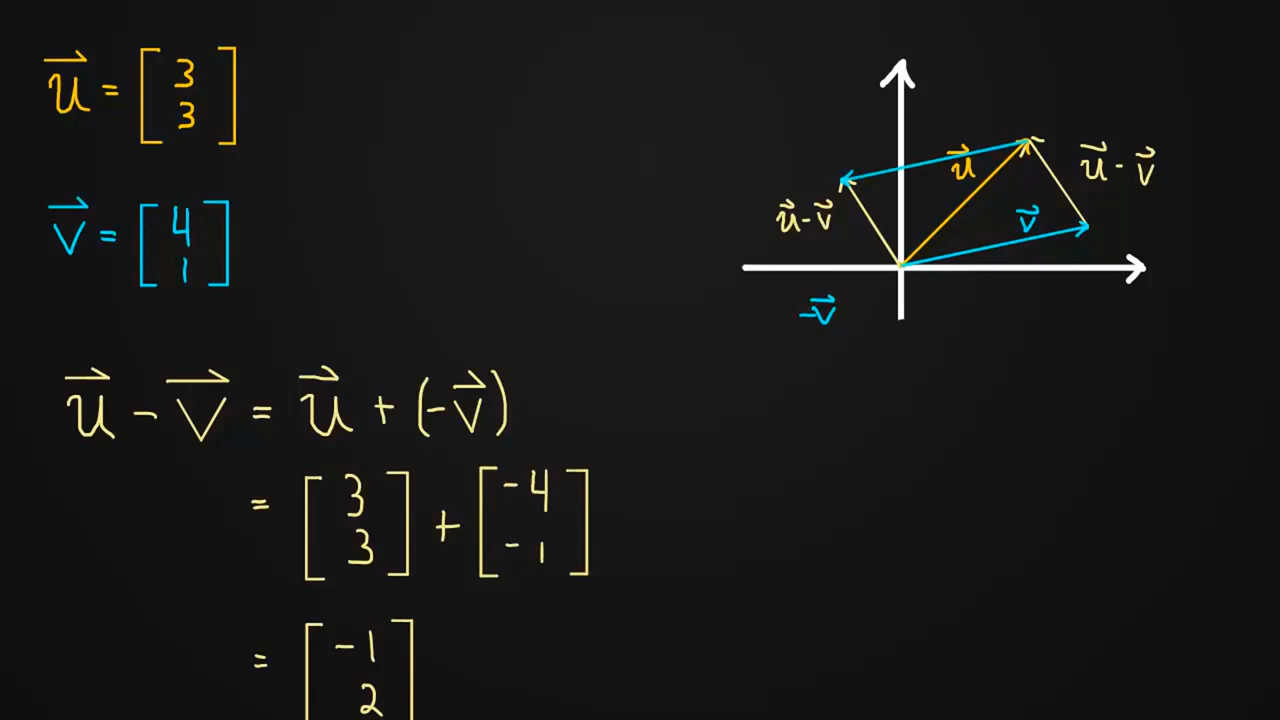 u⃗ = [ 3
3 ]
v⃗ = [ 4
1 ]
u⃗ - v⃗ = u⃗ + (-v⃗)
= [ 3
3 ] + [ -4
-1 ]
= [ -1
2 ]
u⃗
u⃗ - v⃗
u⃗ - v⃗
v⃗
-v⃗